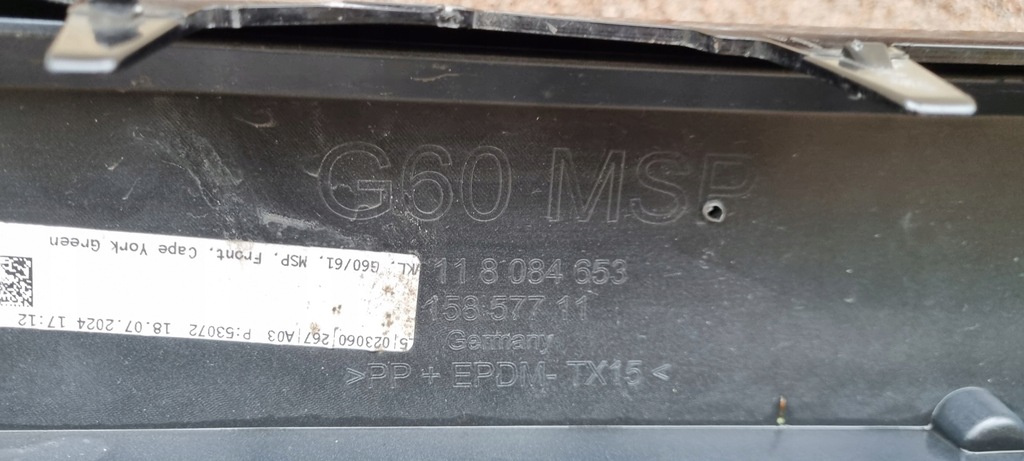 G60 MSP
VKL, G60/61, MSP, Front, Cape York Green
5|023060|267|A03 P:53072 18.07.2024 17:12
11 8 084 653
158 577 11
Germany
>PP + EPDM- TX15<